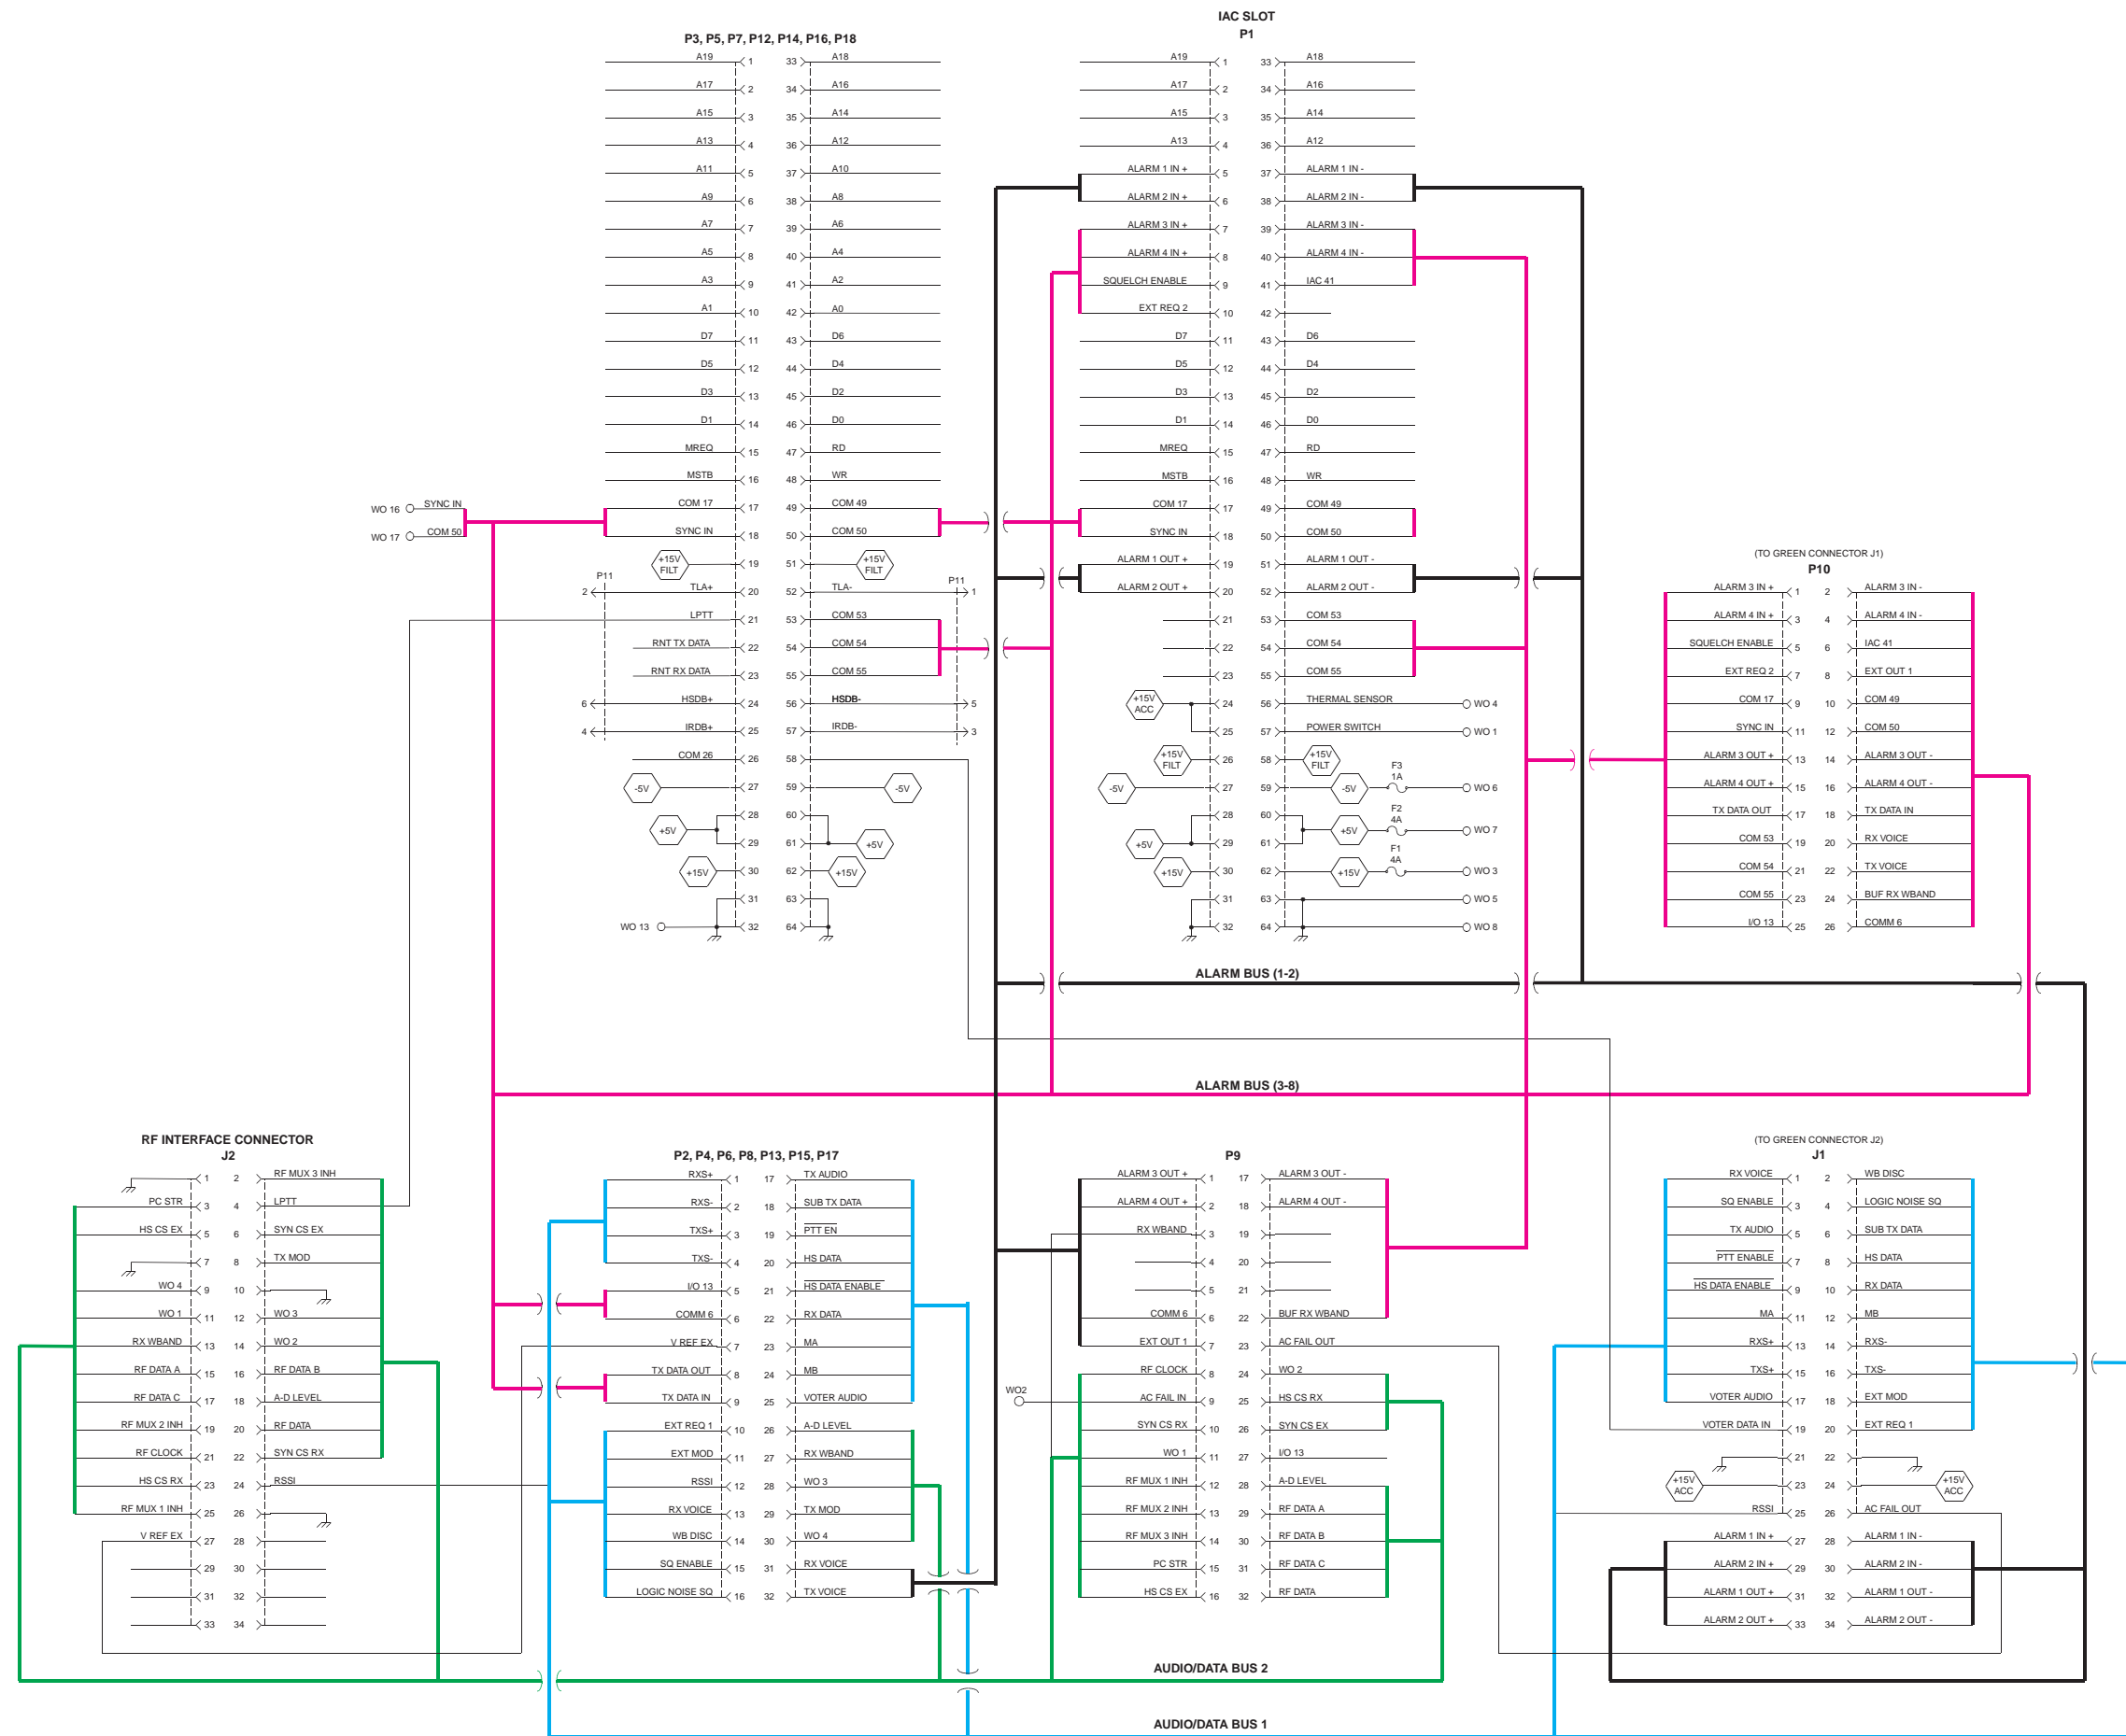 IAC SLOT
P3, P5, P7, P12, P14, P16, P18
P1
A19 1 33 A18
A17 2 34 A16
A15 3 35 A14
A13 4 36 A12
A11 5 37 A10
A9 6 38 A8
A7 7 39 A6
A5 8 40 A4
A3 9 41 A2
A1 10 42 A0
D7 11 43 D6
D5 12 44 D4
D3 13 45 D2
D1 14 46 D0
MREQ 15 47 RD
MSTB 16 48 WR
WO 16 SYNC IN
WO 17 COM 50
COM 17 17 49 COM 49
SYNC IN 18 50 COM 50
+15V FILT 19 51 +15V FILT
P11 P11
2 TLA+ 20 52 TLA- 1
LPTT 21 53 COM 53
RNT TX DATA 22 54 COM 54
RNT RX DATA 23 55 COM 55
6 HSDB+ 24 56 HSDB- 5
4 IRDB+ 25 57 IRDB- 3
COM 26 26 58
-5V 27 59 -5V
28 60
+5V +5V
29 61
+15V 30 62 +15V
31 63
WO 13 32 64
A19 1 33 A18
A17 2 34 A16
A15 3 35 A14
A13 4 36 A12
ALARM 1 IN + 5 37 ALARM 1 IN -
ALARM 2 IN + 6 38 ALARM 2 IN -
ALARM 3 IN + 7 39 ALARM 3 IN -
ALARM 4 IN + 8 40 ALARM 4 IN -
SQUELCH ENABLE 9 41 IAC 41
EXT REQ 2 10 42
D7 11 43 D6
D5 12 44 D4
D3 13 45 D2
D1 14 46 D0
MREQ 15 47 RD
MSTB 16 48 WR
COM 17 17 49 COM 49
SYNC IN 18 50 COM 50
ALARM 1 OUT + 19 51 ALARM 1 OUT -
ALARM 2 OUT + 20 52 ALARM 2 OUT -
21 53 COM 53
22 54 COM 54
23 55 COM 55
+15V ACC 24 56 THERMAL SENSOR WO 4
25 57 POWER SWITCH WO 1
+15V FILT 26 58 +15V FILT
F3
1A
-5V 27 59 -5V WO 6
F2
4A
28 60
+5V +5V WO 7
29 61
F1
4A
+15V 30 62 +15V WO 3
31 63 WO 5
32 64 WO 8
(TO GREEN CONNECTOR J1)
P10
ALARM 3 IN + 1 2 ALARM 3 IN -
ALARM 4 IN + 3 4 ALARM 4 IN -
SQUELCH ENABLE 5 6 IAC 41
EXT REQ 2 7 8 EXT OUT 1
COM 17 9 10 COM 49
SYNC IN 11 12 COM 50
ALARM 3 OUT + 13 14 ALARM 3 OUT -
ALARM 4 OUT + 15 16 ALARM 4 OUT -
TX DATA OUT 17 18 TX DATA IN
COM 53 19 20 RX VOICE
COM 54 21 22 TX VOICE
COM 55 23 24 BUF RX WBAND
I/O 13 25 26 COMM 6
ALARM BUS (1-2)
ALARM BUS (3-8)
RF INTERFACE CONNECTOR
J2
1 2 RF MUX 3 INH
PC STR 3 4 LPTT
HS CS EX 5 6 SYN CS EX
7 8 TX MOD
WO 4 9 10
WO 1 11 12 WO 3
RX WBAND 13 14 WO 2
RF DATA A 15 16 RF DATA B
RF DATA C 17 18 A-D LEVEL
RF MUX 2 INH 19 20 RF DATA
RF CLOCK 21 22 SYN CS RX
HS CS RX 23 24 RSSI
RF MUX 1 INH 25 26
V REF EX 27 28
29 30
31 32
33 34
P2, P4, P6, P8, P13, P15, P17
RXS+ 1 17 TX AUDIO
RXS- 2 18 SUB TX DATA
TXS+ 3 19 PTT EN
TXS- 4 20 HS DATA
I/O 13 5 21 HS DATA ENABLE
COMM 6 6 22 RX DATA
V REF EX 7 23 MA
TX DATA OUT 8 24 MB
TX DATA IN 9 25 VOTER AUDIO
EXT REQ 1 10 26 A-D LEVEL
EXT MOD 11 27 RX WBAND
RSSI 12 28 WO 3
RX VOICE 13 29 TX MOD
WB DISC 14 30 WO 4
SQ ENABLE 15 31 RX VOICE
LOGIC NOISE SQ 16 32 TX VOICE
P9
ALARM 3 OUT + 1 17 ALARM 3 OUT -
ALARM 4 OUT + 2 18 ALARM 4 OUT -
RX WBAND 3 19
4 20
5 21
COMM 6 6 22 BUF RX WBAND
EXT OUT 1 7 23 AC FAIL OUT
RF CLOCK 8 24 WO 2
WO2 AC FAIL IN 9 25 HS CS RX
SYN CS RX 10 26 SYN CS EX
WO 1 11 27 I/O 13
RF MUX 1 INH 12 28 A-D LEVEL
RF MUX 2 INH 13 29 RF DATA A
RF MUX 3 INH 14 30 RF DATA B
PC STR 15 31 RF DATA C
HS CS EX 16 32 RF DATA
(TO GREEN CONNECTOR J2)
J1
RX VOICE 1 2 WB DISC
SQ ENABLE 3 4 LOGIC NOISE SQ
TX AUDIO 5 6 SUB TX DATA
PTT ENABLE 7 8 HS DATA
HS DATA ENABLE 9 10 RX DATA
MA 11 12 MB
RXS+ 13 14 RXS-
TXS+ 15 16 TXS-
VOTER AUDIO 17 18 EXT MOD
VOTER DATA IN 19 20 EXT REQ 1
21 22
+15V ACC 23 24 +15V ACC
RSSI 25 26 AC FAIL OUT
ALARM 1 IN + 27 28 ALARM 1 IN -
ALARM 2 IN + 29 30 ALARM 2 IN -
ALARM 1 OUT + 31 32 ALARM 1 OUT -
ALARM 2 OUT + 33 34 ALARM 2 OUT -
AUDIO/DATA BUS 2
AUDIO/DATA BUS 1